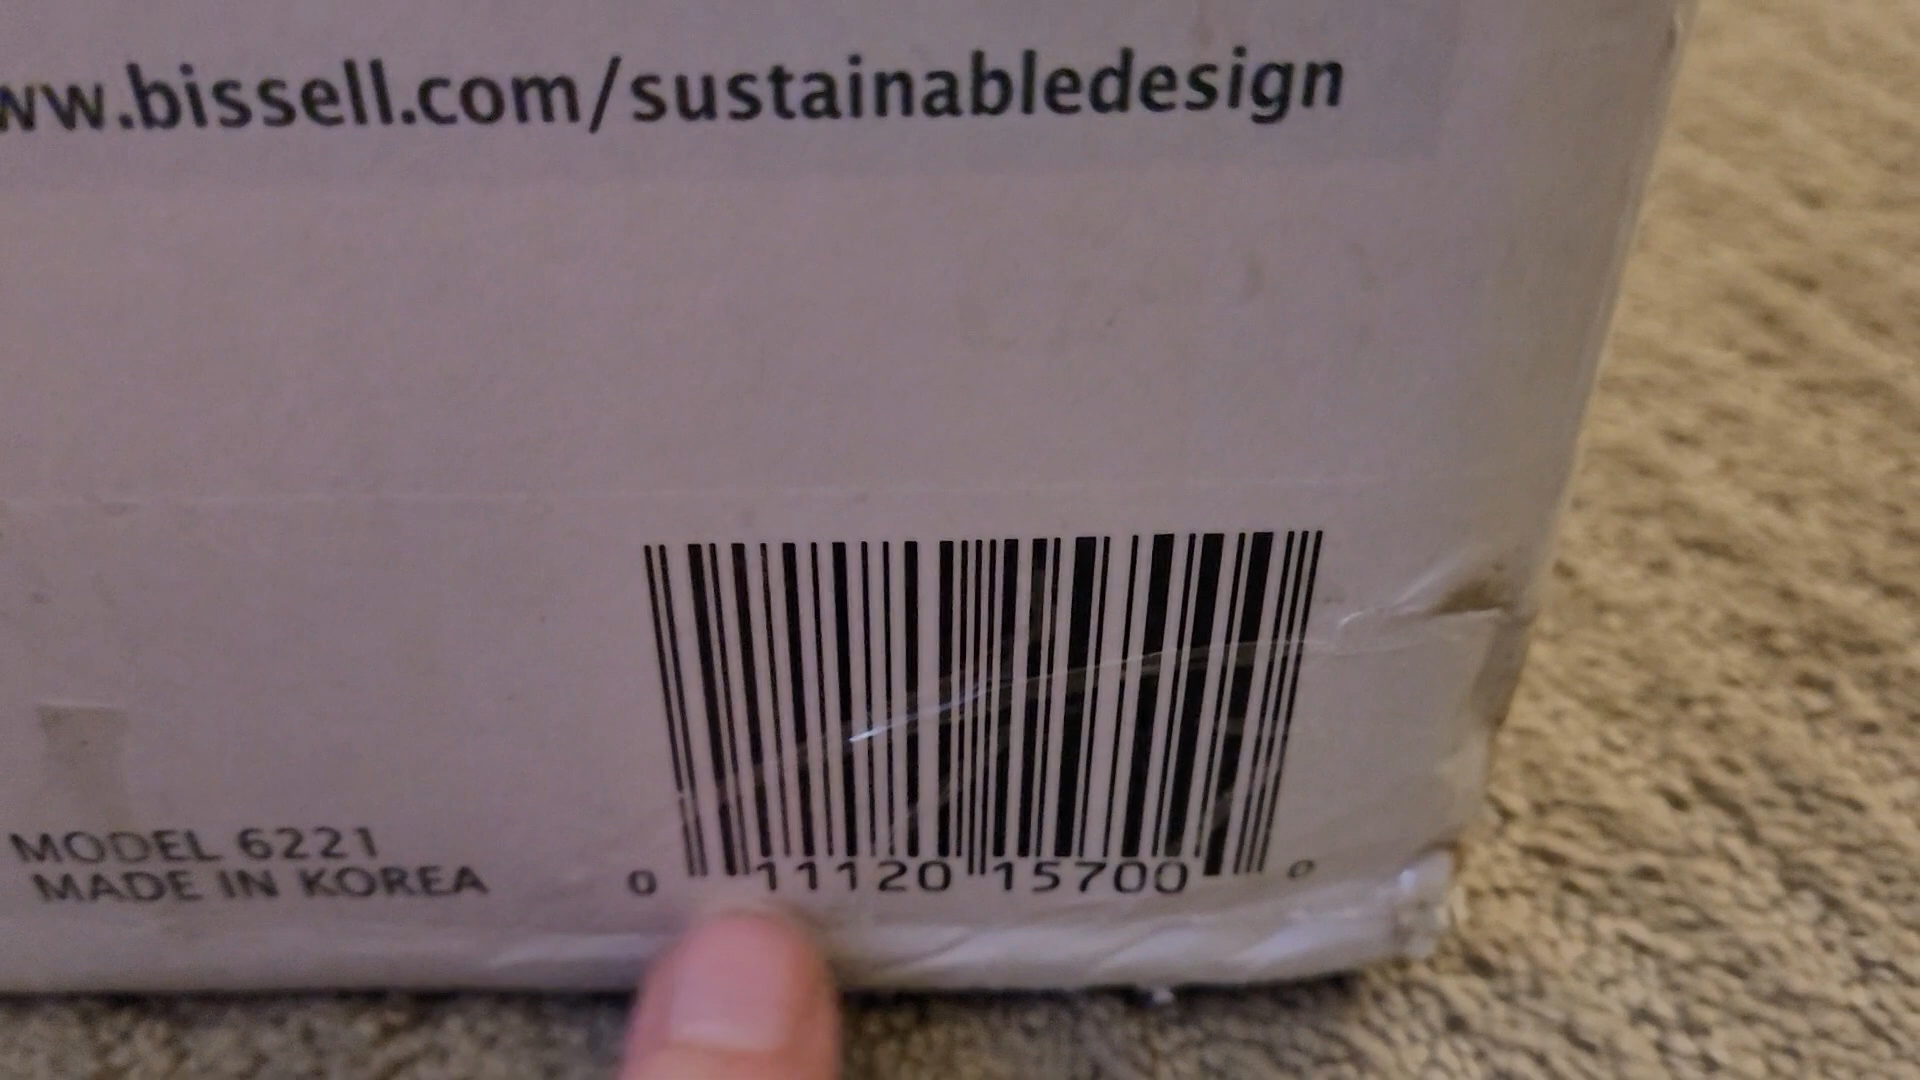 ww.bissell.com/sustainabledesign
MODEL 6221
MADE IN KOREA
0 11120 15700 0